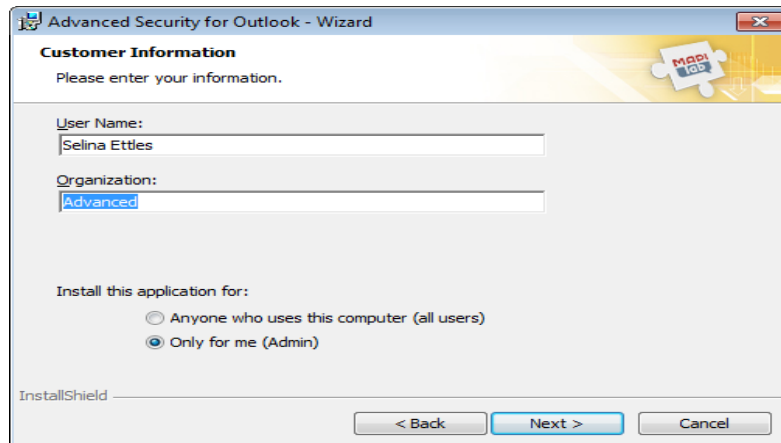 Advanced Security for Outlook - Wizard
Customer Information
Please enter your information.
MAPI
lab
User Name:
Selina Ettles
Organization:
Advanced
Install this application for:
Anyone who uses this computer (all users)
Only for me (Admin)
InstallShield
< Back Next > Cancel